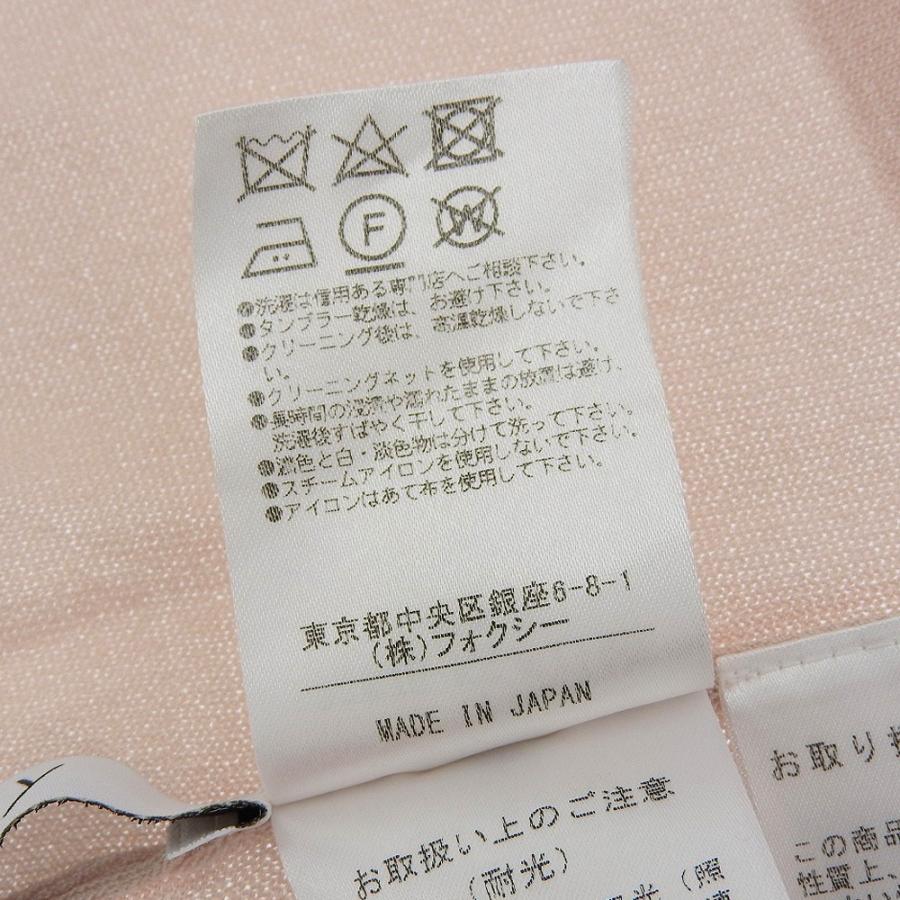 F
W
●洗濯は信用ある専門店へご相談下さい。
●タンブラー乾燥は、お避け下さい。
●クリーニング後は、高温乾燥しないで下さ
い。
●クリーニングネットを使用して下さい。
●長時間の浸漬や濡れたままの放置は避け、
洗濯後すばやく干して下さい。
●濃色と白・淡色物は分けて洗って下さい。
●スチームアイロンを使用しないで下さい。
●アイロンはあて布を使用して下さい。
東京都中央区銀座6-8-1
(株)フォクシー
MADE IN JAPAN
お取扱い上のご注意
(耐光)
光(照
お取り扱
この商品
性質上、